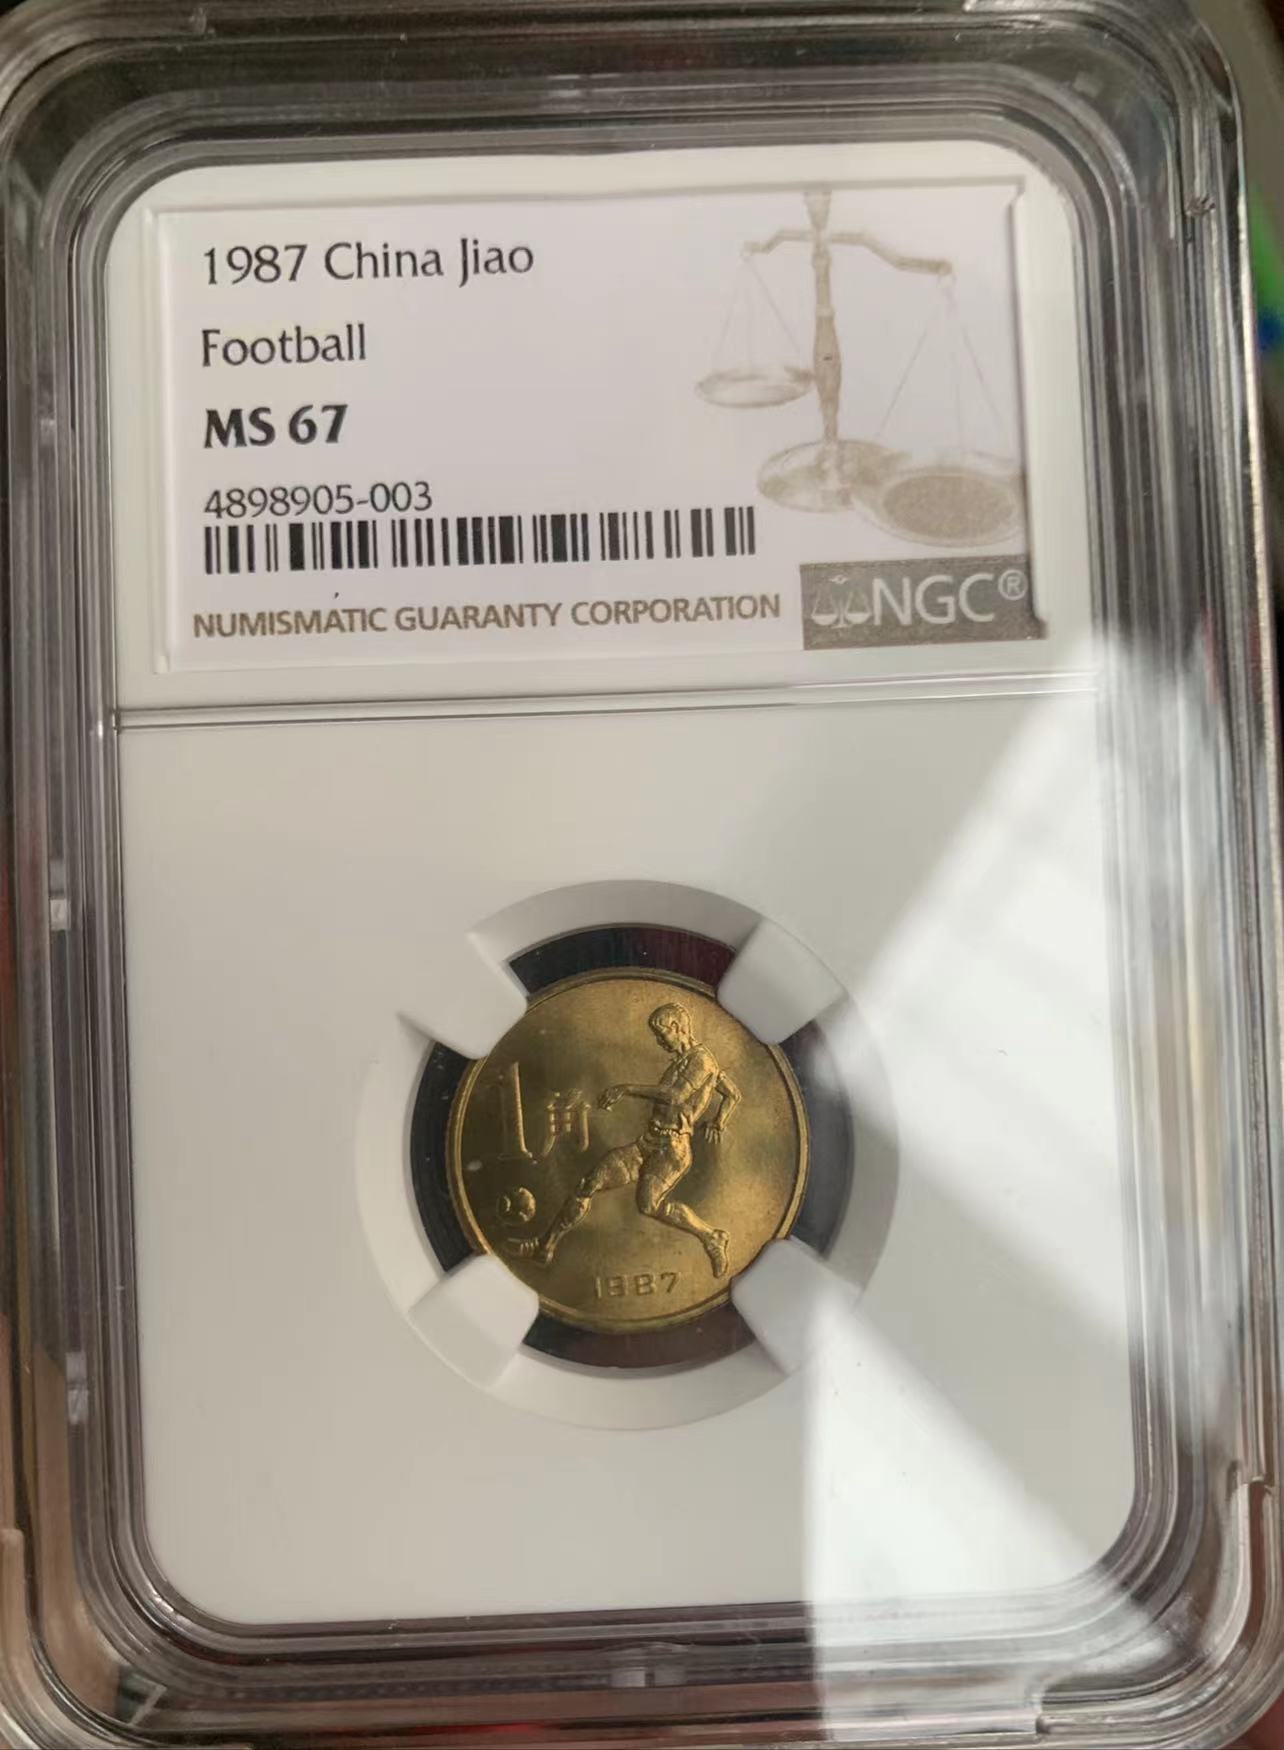 1987 China Jiao
Football
MS 67
4898905-003
NUMISMATIC GUARANTY CORPORATION
NGC®
1角
1987